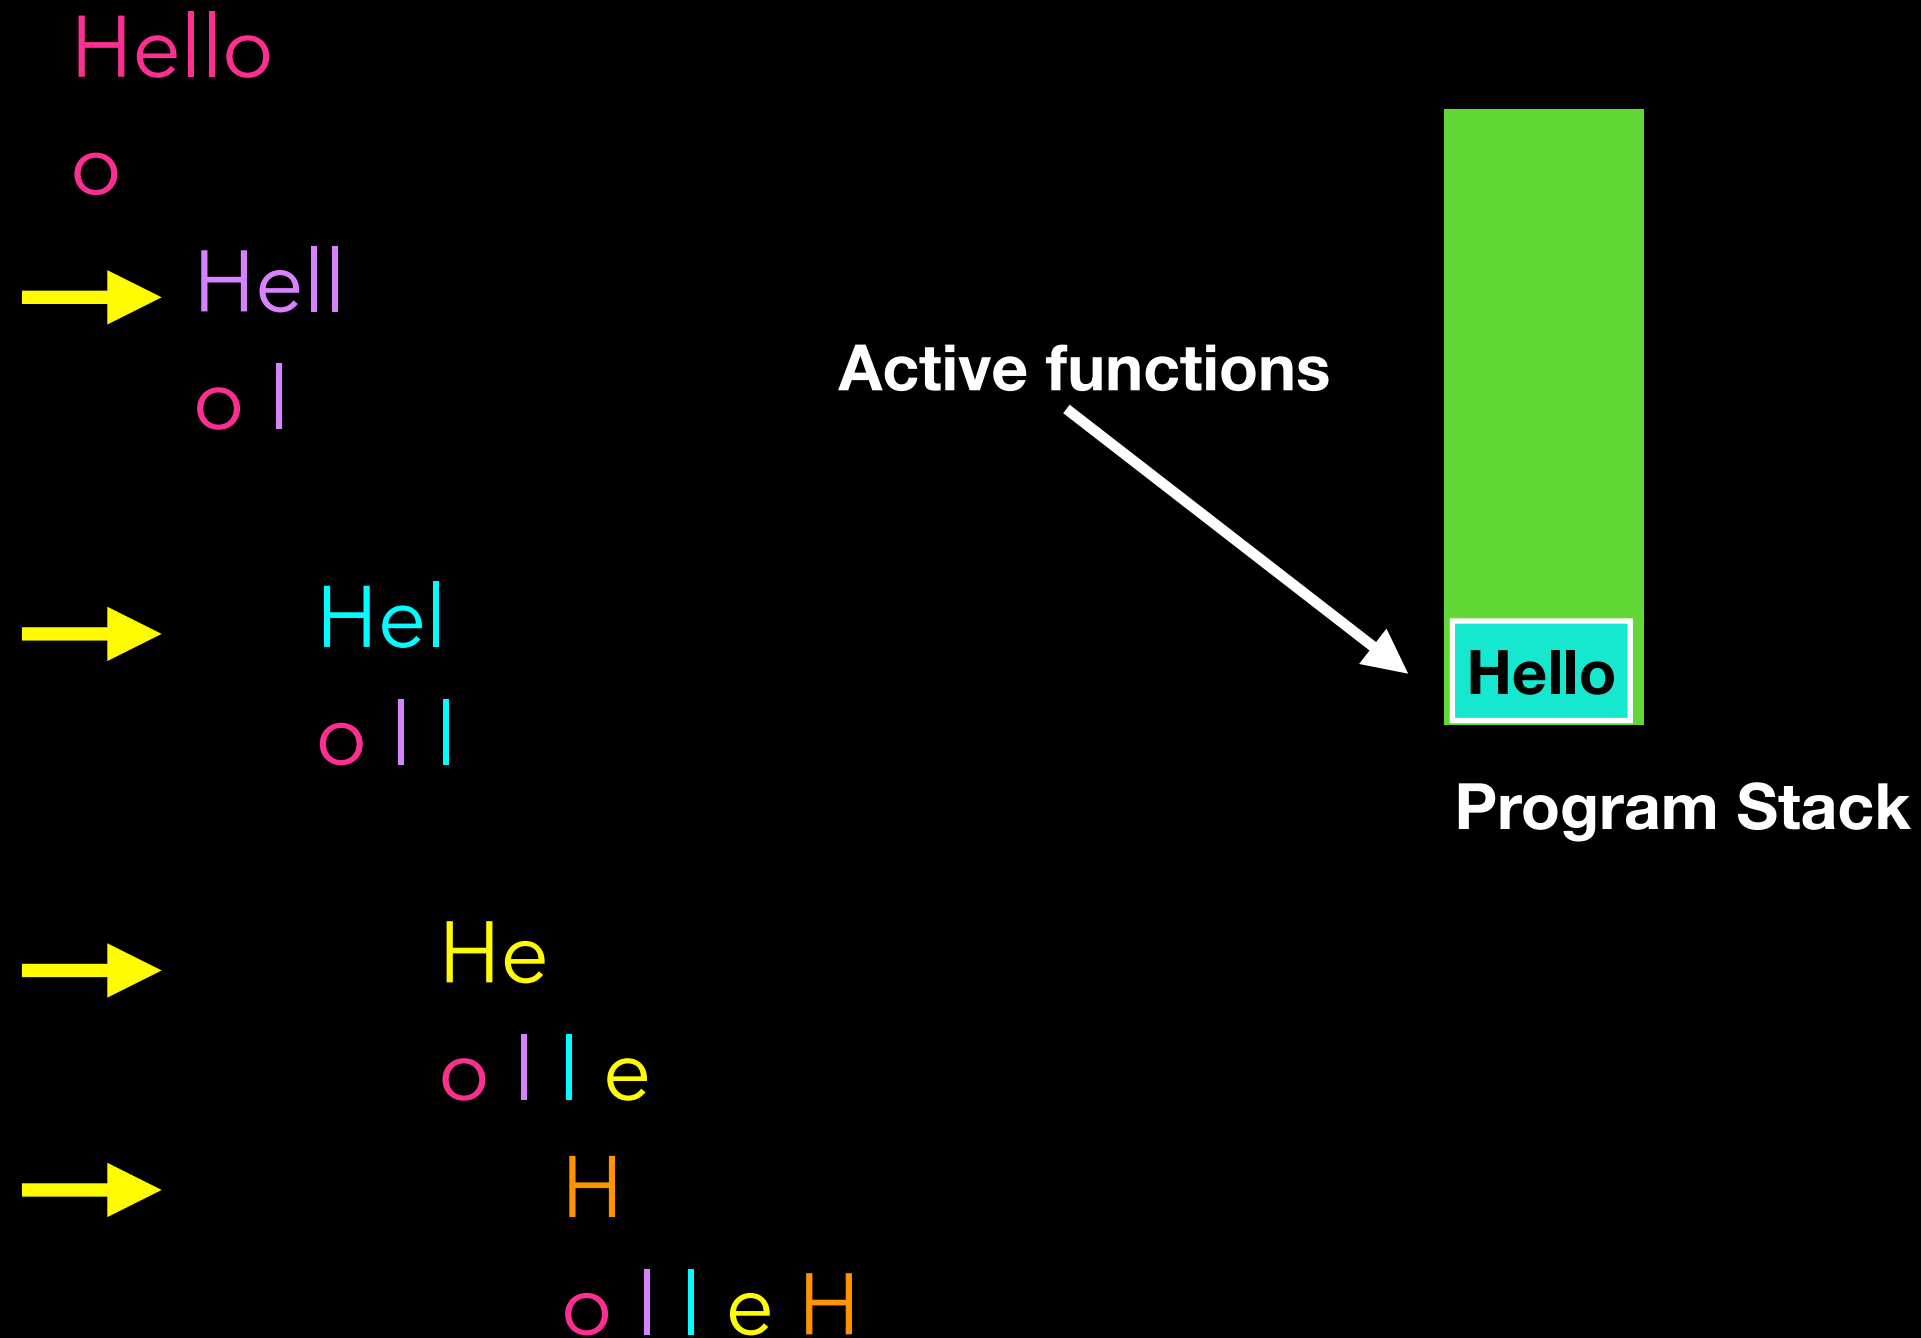 Hello
o
Hell
o l
Hel
o l l
He
o l l e
H
o l l e H
Active functions
Hello
Program Stack